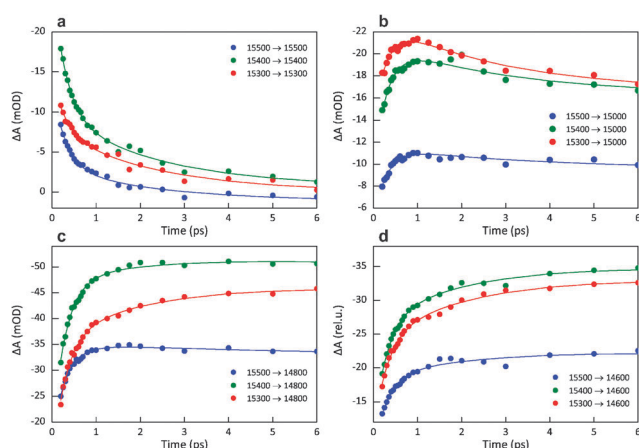 a
ΔA (mOD)
-20
-15
-10
-5
0
15500 → 15500
15400 → 15400
15300 → 15300
0 1 2 3 4 5 6
Time (ps)
b
ΔA (mOD)
-22
-20
-18
-16
-14
-12
-10
-8
-6
15500 → 15000
15400 → 15000
15300 → 15000
0 1 2 3 4 5 6
Time (ps)
c
ΔA (mOD)
-50
-45
-40
-35
-30
-25
-20
15500 → 14800
15400 → 14800
15300 → 14800
0 1 2 3 4 5 6
Time (ps)
d
ΔA (rel.u.)
-35
-30
-25
-20
-15
15500 → 14600
15400 → 14600
15300 → 14600
0 1 2 3 4 5 6
Time (ps)